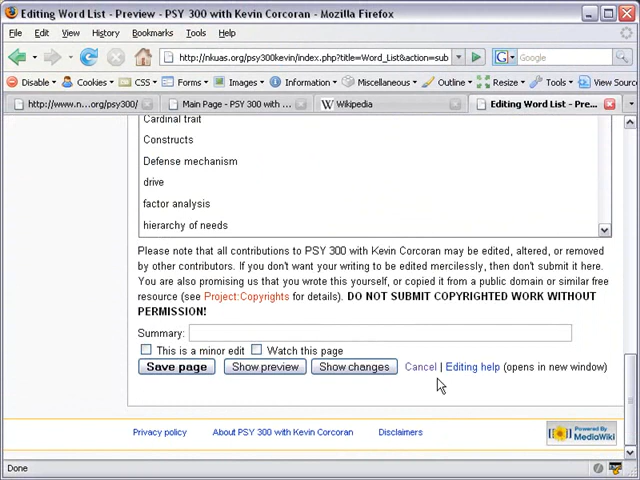 Editing Word List - Preview - PSY 300 with Kevin Corcoran - Mozilla Firefox
File Edit View History Bookmarks Tools Help
http://nkuas.org/psy300kevin/index.php?title=Word_List&action=sub Google
Disable Cookies CSS Forms Images Information Miscellaneous Outline Resize Tools View Source
http://www.n...org/psy300/ Main Page - PSY 300 with ... Wikipedia Editing Word List - Pre...
Cardinal trait
Constructs
Defense mechanism
drive
factor analysis
hierarchy of needs
Please note that all contributions to PSY 300 with Kevin Corcoran may be edited, altered, or removed
by other contributors. If you don't want your writing to be edited mercilessly, then don't submit it here.
You are also promising us that you wrote this yourself, or copied it from a public domain or similar free
resource (see Project:Copyrights for details). DO NOT SUBMIT COPYRIGHTED WORK WITHOUT
PERMISSION!
Summary:
This is a minor edit Watch this page
Save page Show preview Show changes Cancel | Editing help (opens in new window)
Privacy policy About PSY 300 with Kevin Corcoran Disclaimers Powered By
MediaWiki
Done